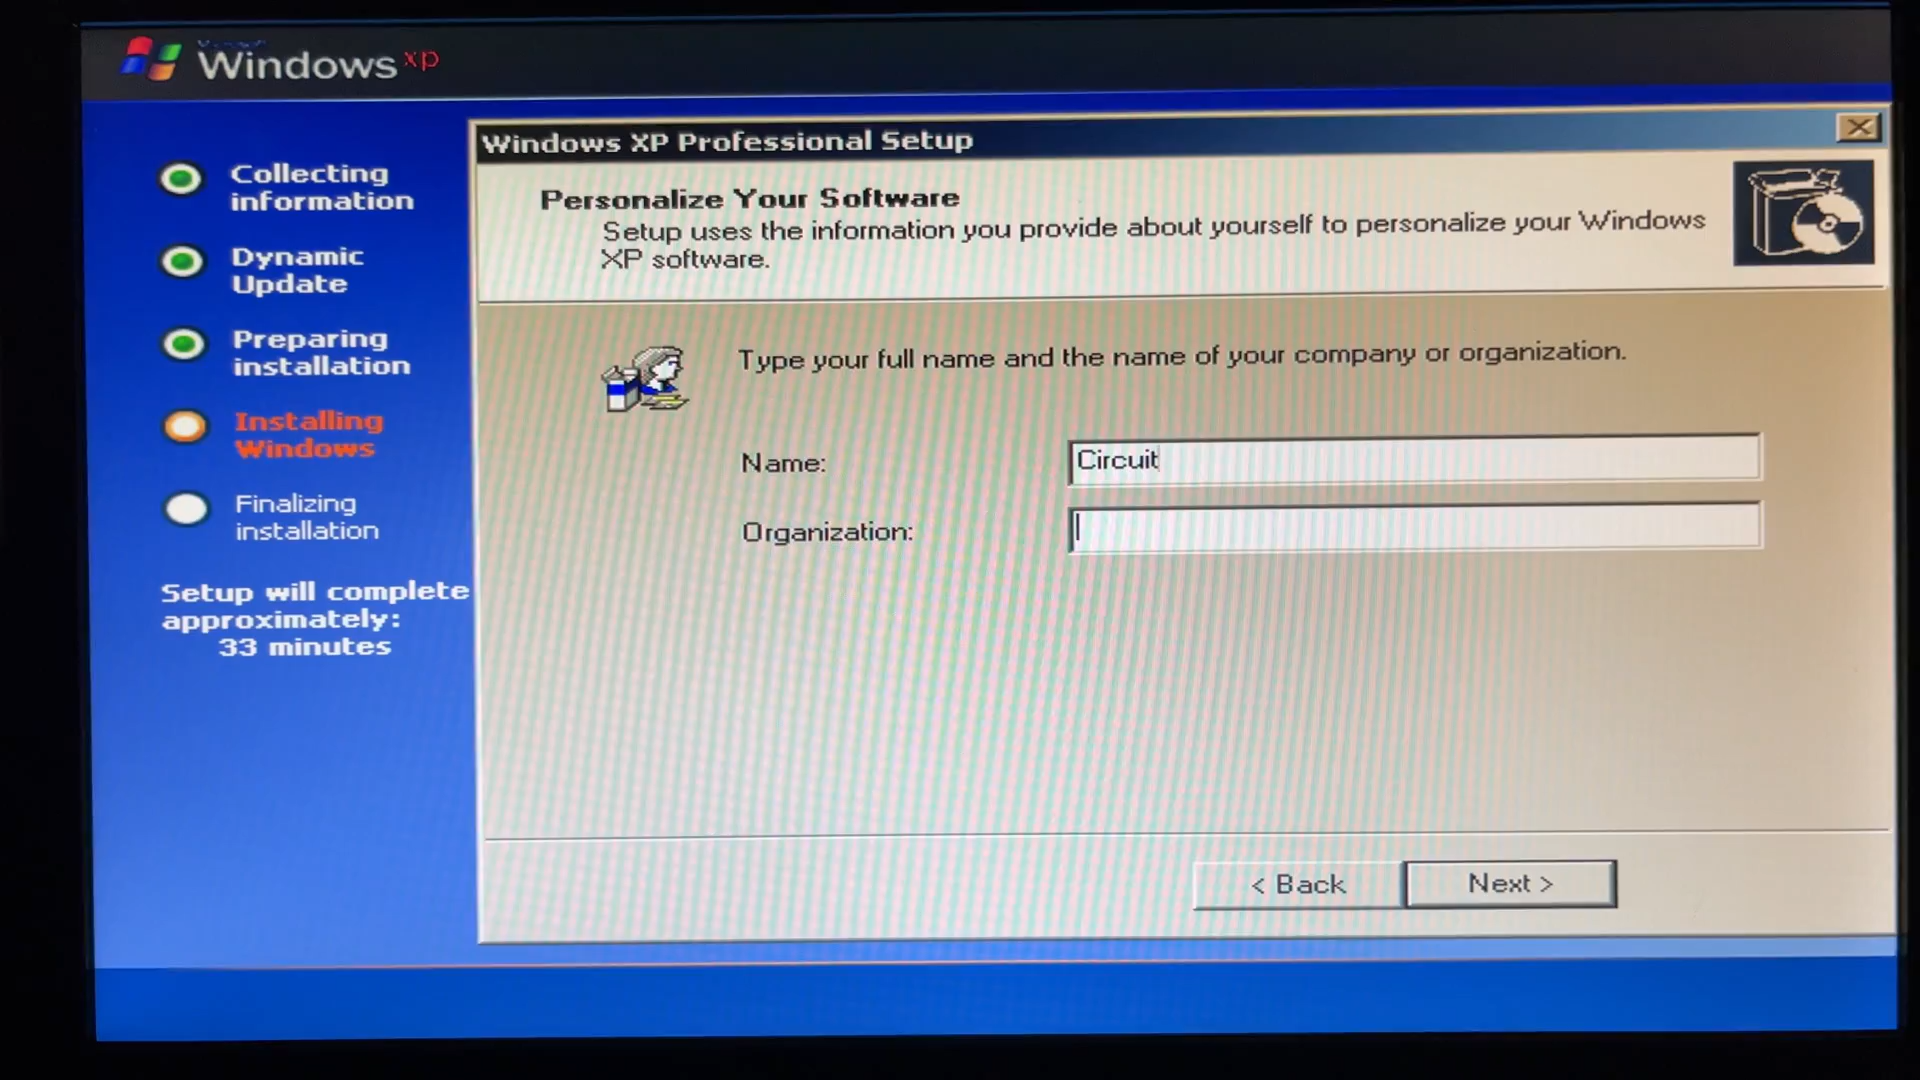 Microsoft
Windows xp
Collecting
information
Dynamic
Update
Preparing
installation
Installing
Windows
Finalizing
installation
Setup will complete
approximately:
33 minutes
Windows XP Professional Setup
Personalize Your Software
Setup uses the information you provide about yourself to personalize your Windows
XP software.
Type your full name and the name of your company or organization.
Name: Circuit
Organization:
< Back Next >